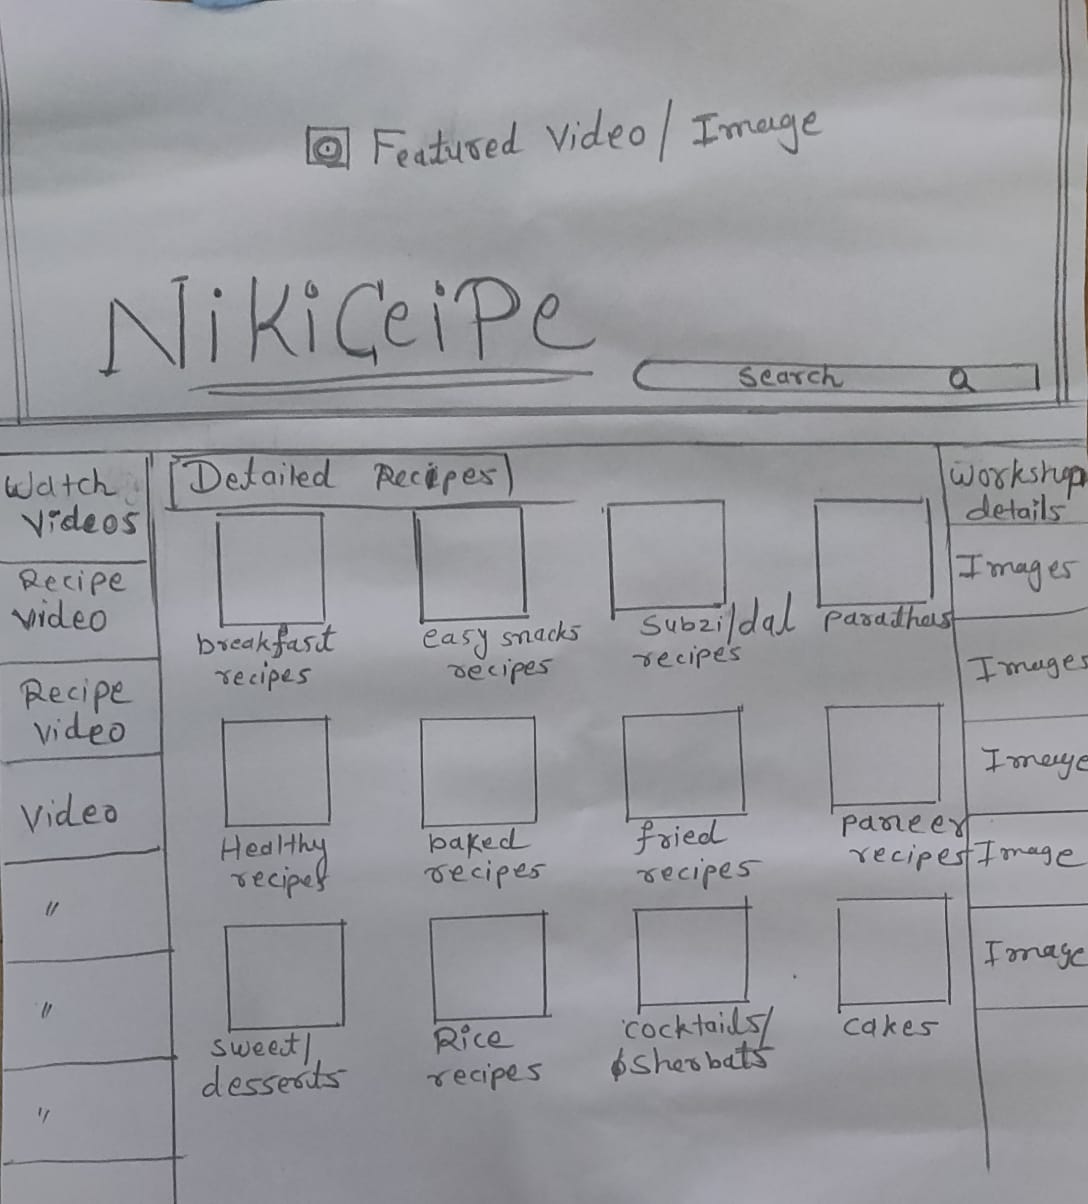 Featured Video/ Image
NiKiCeiPe
Search
Watch
Videos
Recipe
video
Recipe
video
Video
"
"
"
Detailed Recipes
breakfast
recipes
easy snacks
recipes
Subzi/dal
recipes
parathas
Healthy
recipes
baked
recipes
fried
recipes
paneer
recipes
sweet/
desserts
Rice
recipes
cocktails/
sherbats
cakes
Workshop
details
Images
Images
Image
Image
Image